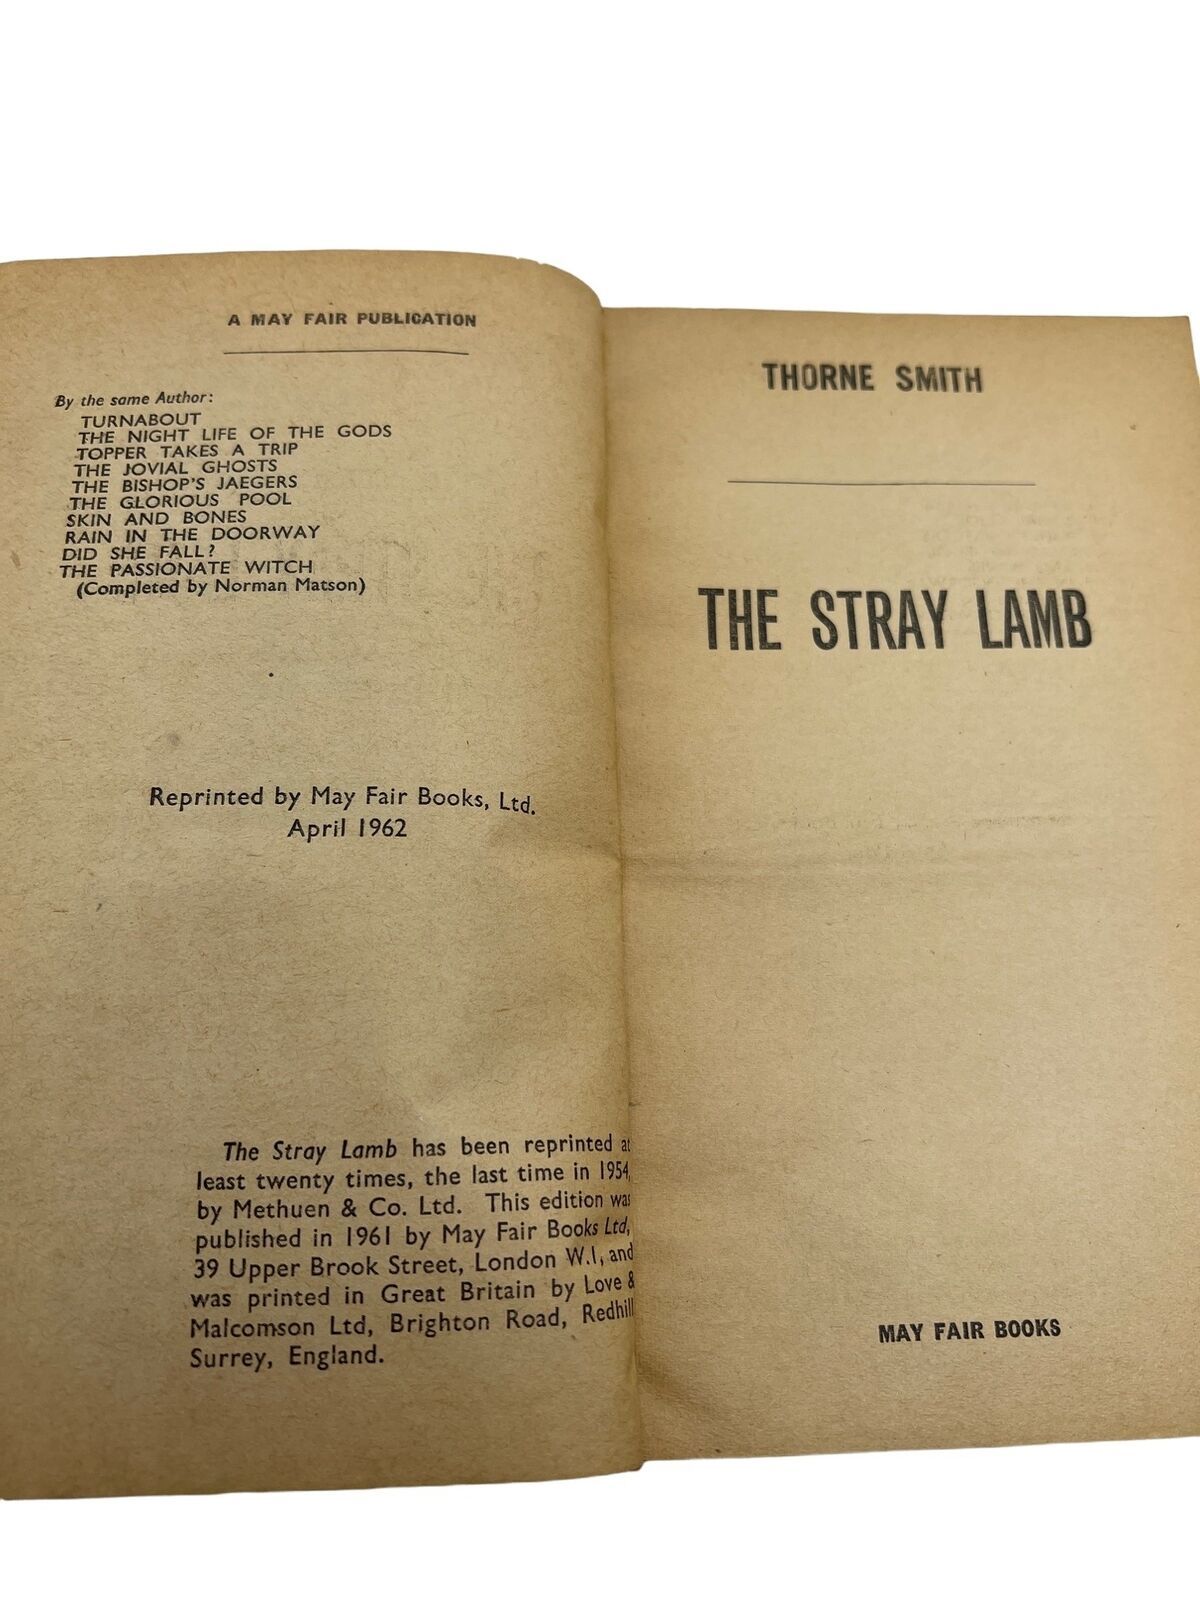 A MAY FAIR PUBLICATION
By the same Author:
TURNABOUT
THE NIGHT LIFE OF THE GODS
TOPPER TAKES A TRIP
THE JOVIAL GHOSTS
THE BISHOP'S JAEGERS
THE GLORIOUS POOL
SKIN AND BONES
RAIN IN THE DOORWAY
DID SHE FALL?
THE PASSIONATE WITCH
(Completed by Norman Matson)
Reprinted by May Fair Books, Ltd.
April 1962
The Stray Lamb has been reprinted at
least twenty times, the last time in 1954,
by Methuen & Co. Ltd. This edition was
published in 1961 by May Fair Books Ltd,
39 Upper Brook Street, London W.1, and
was printed in Great Britain by Love &
Malcomson Ltd, Brighton Road, Redhill
Surrey, England.
THORNE SMITH
THE STRAY LAMB
MAY FAIR BOOKS